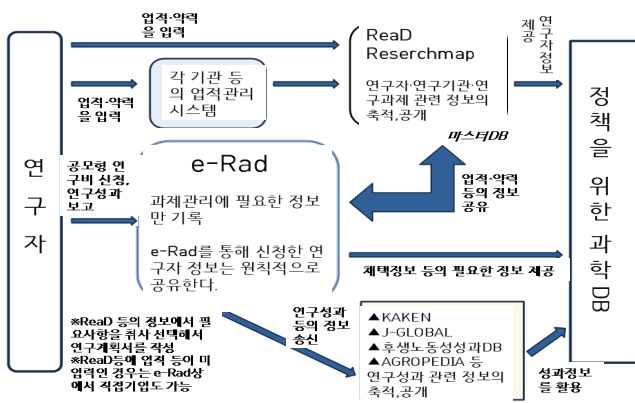 업적·약력
을 입력
ReaD
Reserchmap
연구자·연구기관·연
구과제 관련 정보의
축적,공개
연구자정보
제공
각 기관 등
의 업적관리
시스템
업적·약력
을 입력
마스터DB
연구자
정책을 위한 과학DB
공모형 연
구비 신청,
연구성과
보고
e-Rad
과제관리에 필요한 정보
만 기록
e-Rad를 통해 신청한 연
구자 정보는 원칙적으로
공유한다.
업적·약력
등의 정보
공유
채택정보 등의 필요한 정보 제공
※ReaD 등의 정보에서 필
요사항을 취사 선택해서
연구계획서를 작성
※ReaD등에 업적 등이 미
입력인 경우는 e-Rad상
에서 직접기업도 가능
연구성과
등의 정보
송신
▲KAKEN
▲J-GLOBAL
▲후생노동성성과DB
▲AGROPEDIA 등
연구성과 관련 정보의
축적,공개
성과정보
를 활용